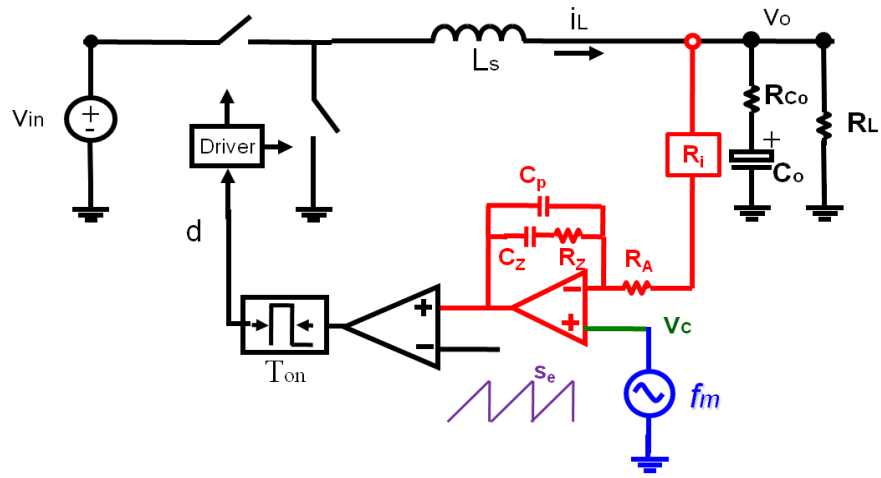 iL
Vo
Ls
Vin
+
-
Driver
RCo
RL
+
Co
Ri
Cp
d
CZ
RZ
RA
+
-
-
+
VC
Ton
se
fm